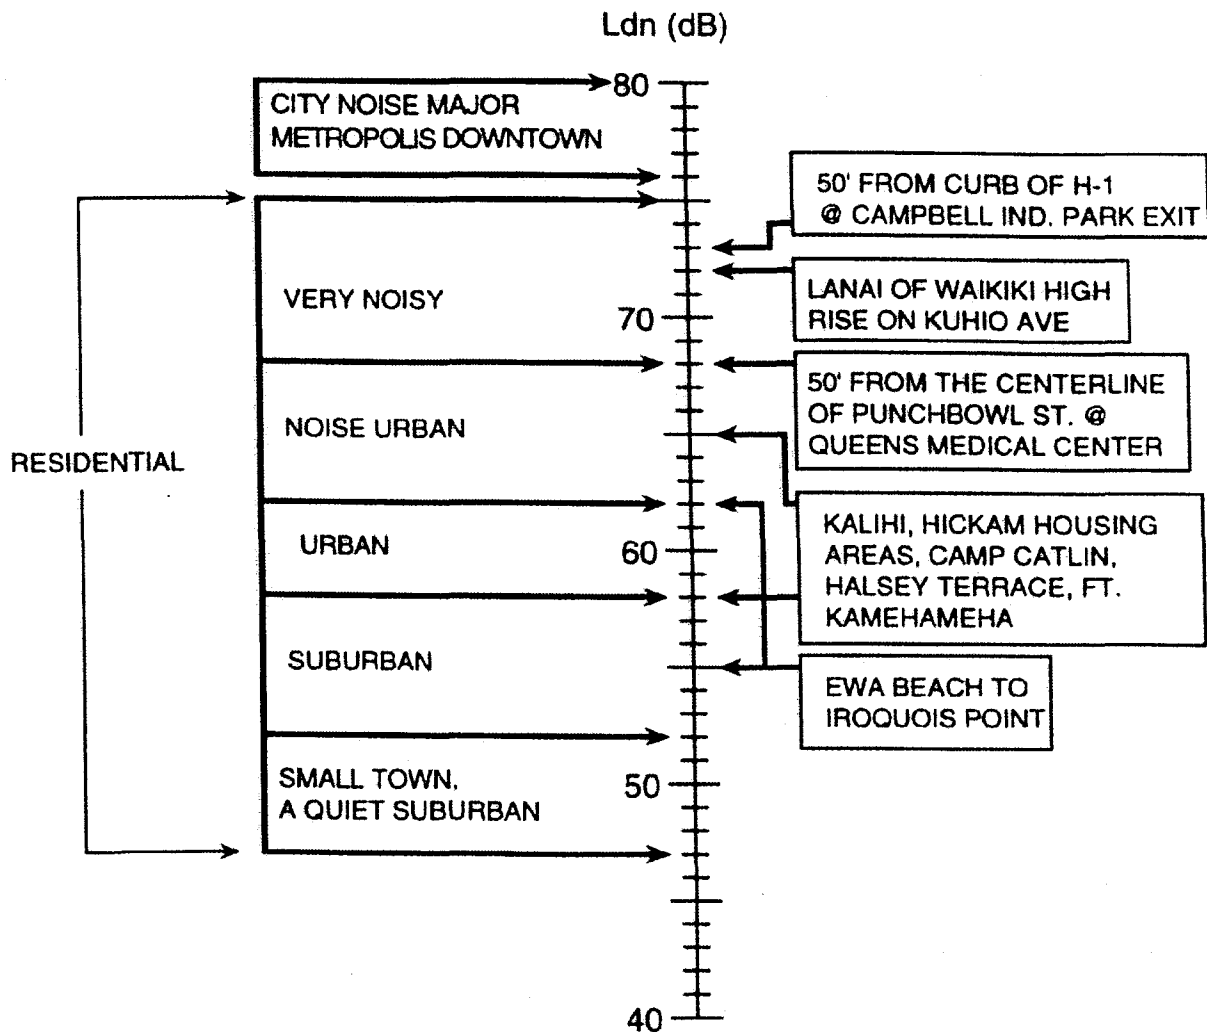 Ldn (dB)
80
CITY NOISE MAJOR
METROPOLIS DOWNTOWN
50' FROM CURB OF H-1
@ CAMPBELL IND. PARK EXIT
VERY NOISY
LANAI OF WAIKIKI HIGH
RISE ON KUHIO AVE
70
50' FROM THE CENTERLINE
OF PUNCHBOWL ST. @
QUEENS MEDICAL CENTER
NOISE URBAN
RESIDENTIAL
URBAN
60
KALIHI, HICKAM HOUSING
AREAS, CAMP CATLIN,
HALSEY TERRACE, FT.
KAMEHAMEHA
SUBURBAN
EWA BEACH TO
IROQUOIS POINT
SMALL TOWN,
A QUIET SUBURBAN
50
40